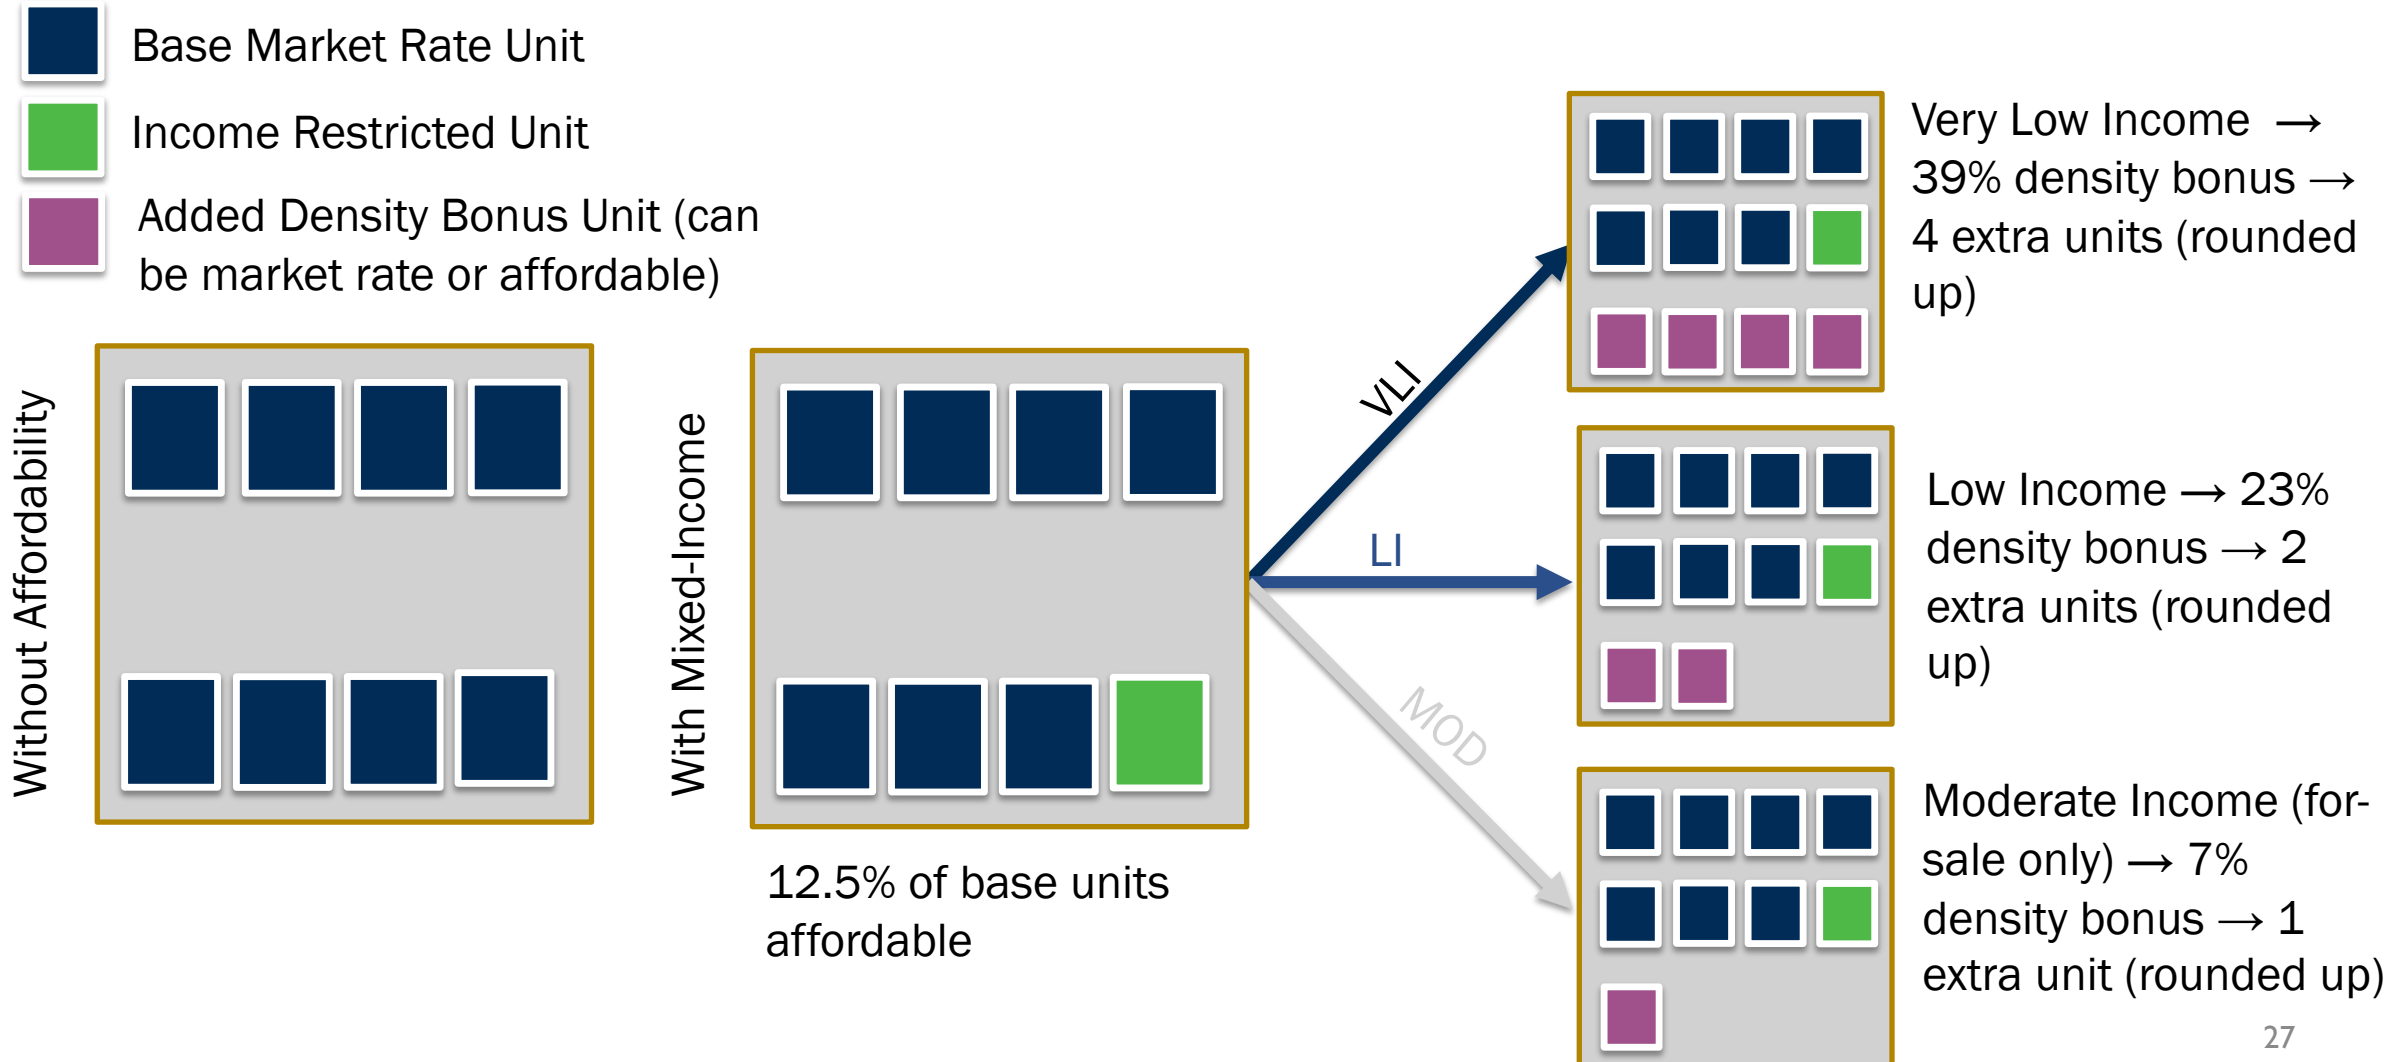 Base Market Rate Unit
Income Restricted Unit
Added Density Bonus Unit (can
be market rate or affordable)
Without Affordability
With Mixed-Income
12.5% of base units
affordable
VLI
LI
MOD
Very Low Income →
39% density bonus →
4 extra units (rounded
up)
Low Income → 23%
density bonus → 2
extra units (rounded
up)
Moderate Income (for-
sale only) → 7%
density bonus → 1
extra unit (rounded up)
27